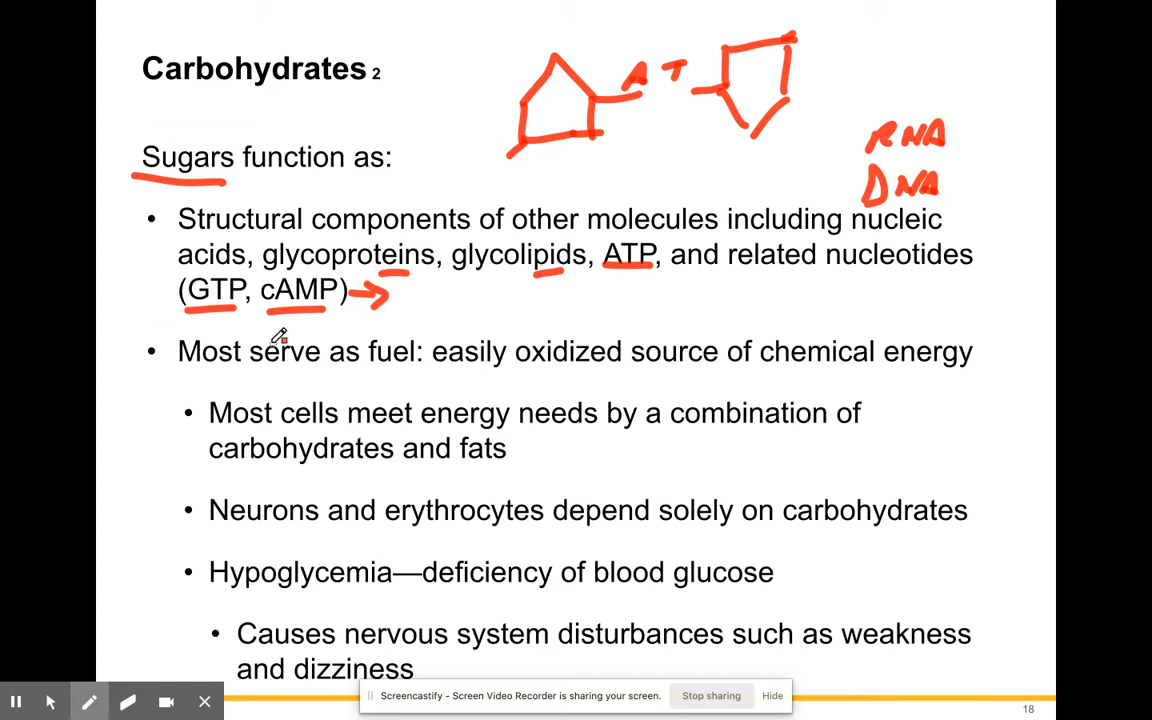 Carbohydrates 2
A T
RNA
DNA
Sugars function as:
• Structural components of other molecules including nucleic
acids, glycoproteins, glycolipids, ATP, and related nucleotides
(GTP, cAMP)
• Most serve as fuel: easily oxidized source of chemical energy
• Most cells meet energy needs by a combination of
carbohydrates and fats
• Neurons and erythrocytes depend solely on carbohydrates
• Hypoglycemia—deficiency of blood glucose
• Causes nervous system disturbances such as weakness
and dizziness
Screencastify - Screen Video Recorder is sharing your screen. Stop sharing Hide
18